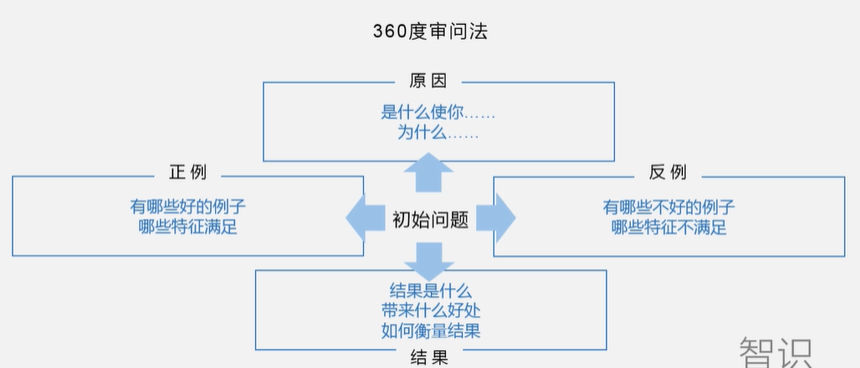 360度审问法
原因
是什么使你……
为什么……
正例
有哪些好的例子
哪些特征满足
初始问题
反例
有哪些不好的例子
哪些特征不满足
结果是什么
带来什么好处
如何衡量结果
结果
智识